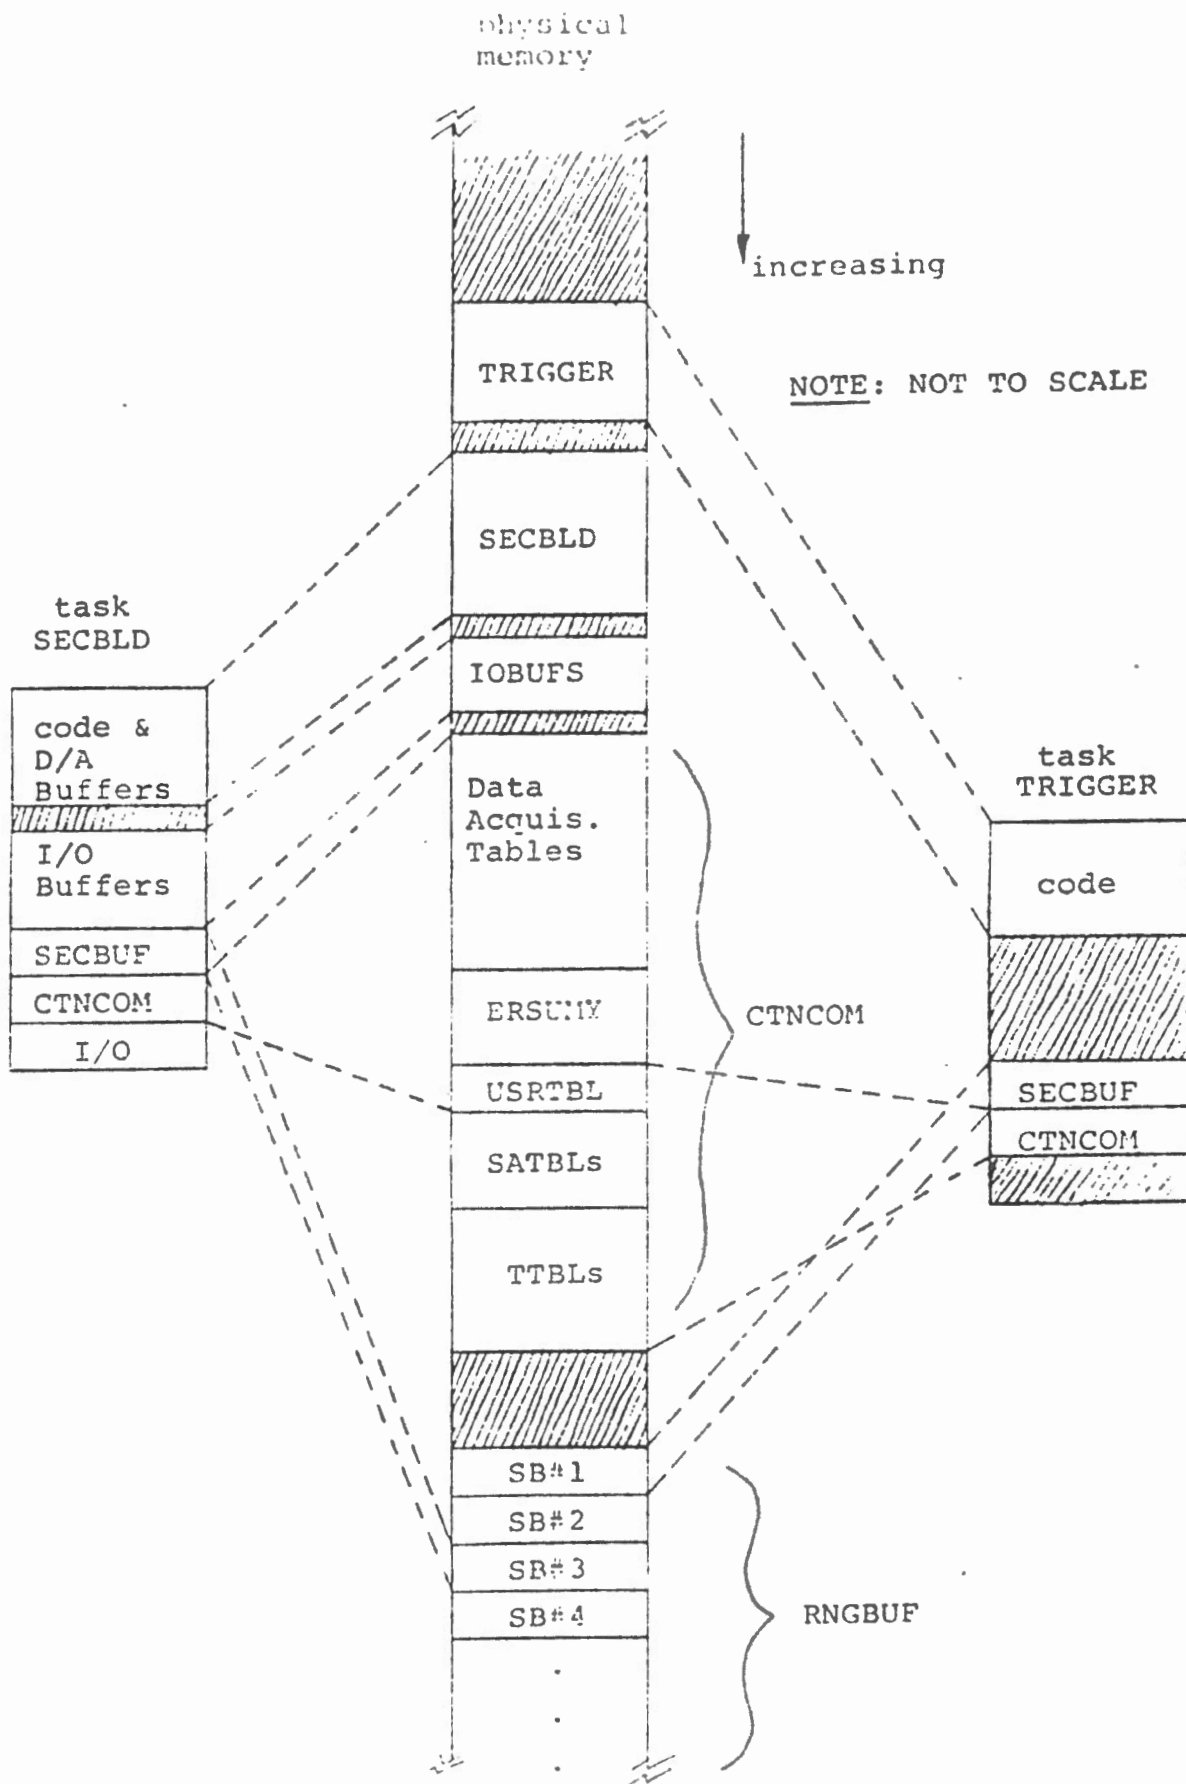 physical
memory
increasing
NOTE: NOT TO SCALE
TRIGGER
SECBLD
IOBUFS
Data
Acquis.
Tables
ERSUMY
USRTBL
SATBLs
TTBLs
SB#1
SB#2
SB#3
SB#4
CTNCOM
RNGBUF
task
SECBLD
code &
D/A
Buffers
I/O
Buffers
SECBUF
CTNCOM
I/O
task
TRIGGER
code
SECBUF
CTNCOM